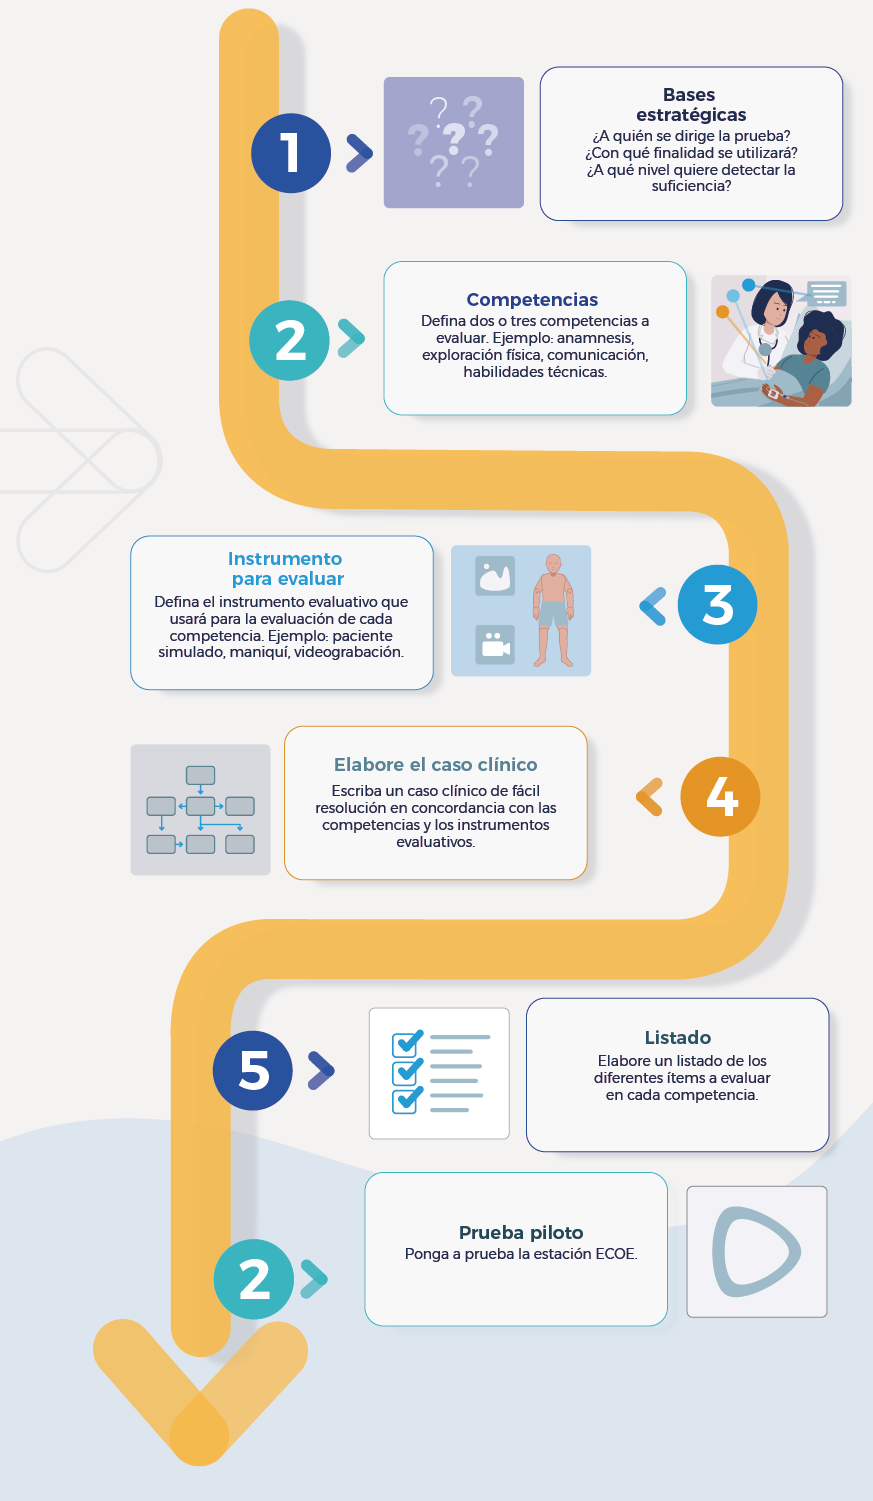 1
Bases
estratégicas
¿A quién se dirige la prueba?
¿Con qué finalidad se utilizará?
¿A qué nivel quiere detectar la
suficiencia?
2
Competencias
Defina dos o tres competencias a
evaluar. Ejemplo: anamnesis,
exploración física, comunicación,
habilidades técnicas.
3
Instrumento
para evaluar
Defina el instrumento evaluativo que
usará para la evaluación de cada
competencia. Ejemplo: paciente
simulado, maniquí, videograbación.
4
Elabore el caso clínico
Escriba un caso clínico de fácil
resolución en concordancia con las
competencias y los instrumentos
evaluativos.
5
Listado
Elabore un listado de los
diferentes ítems a evaluar
en cada competencia.
2
Prueba piloto
Ponga a prueba la estación ECOE.